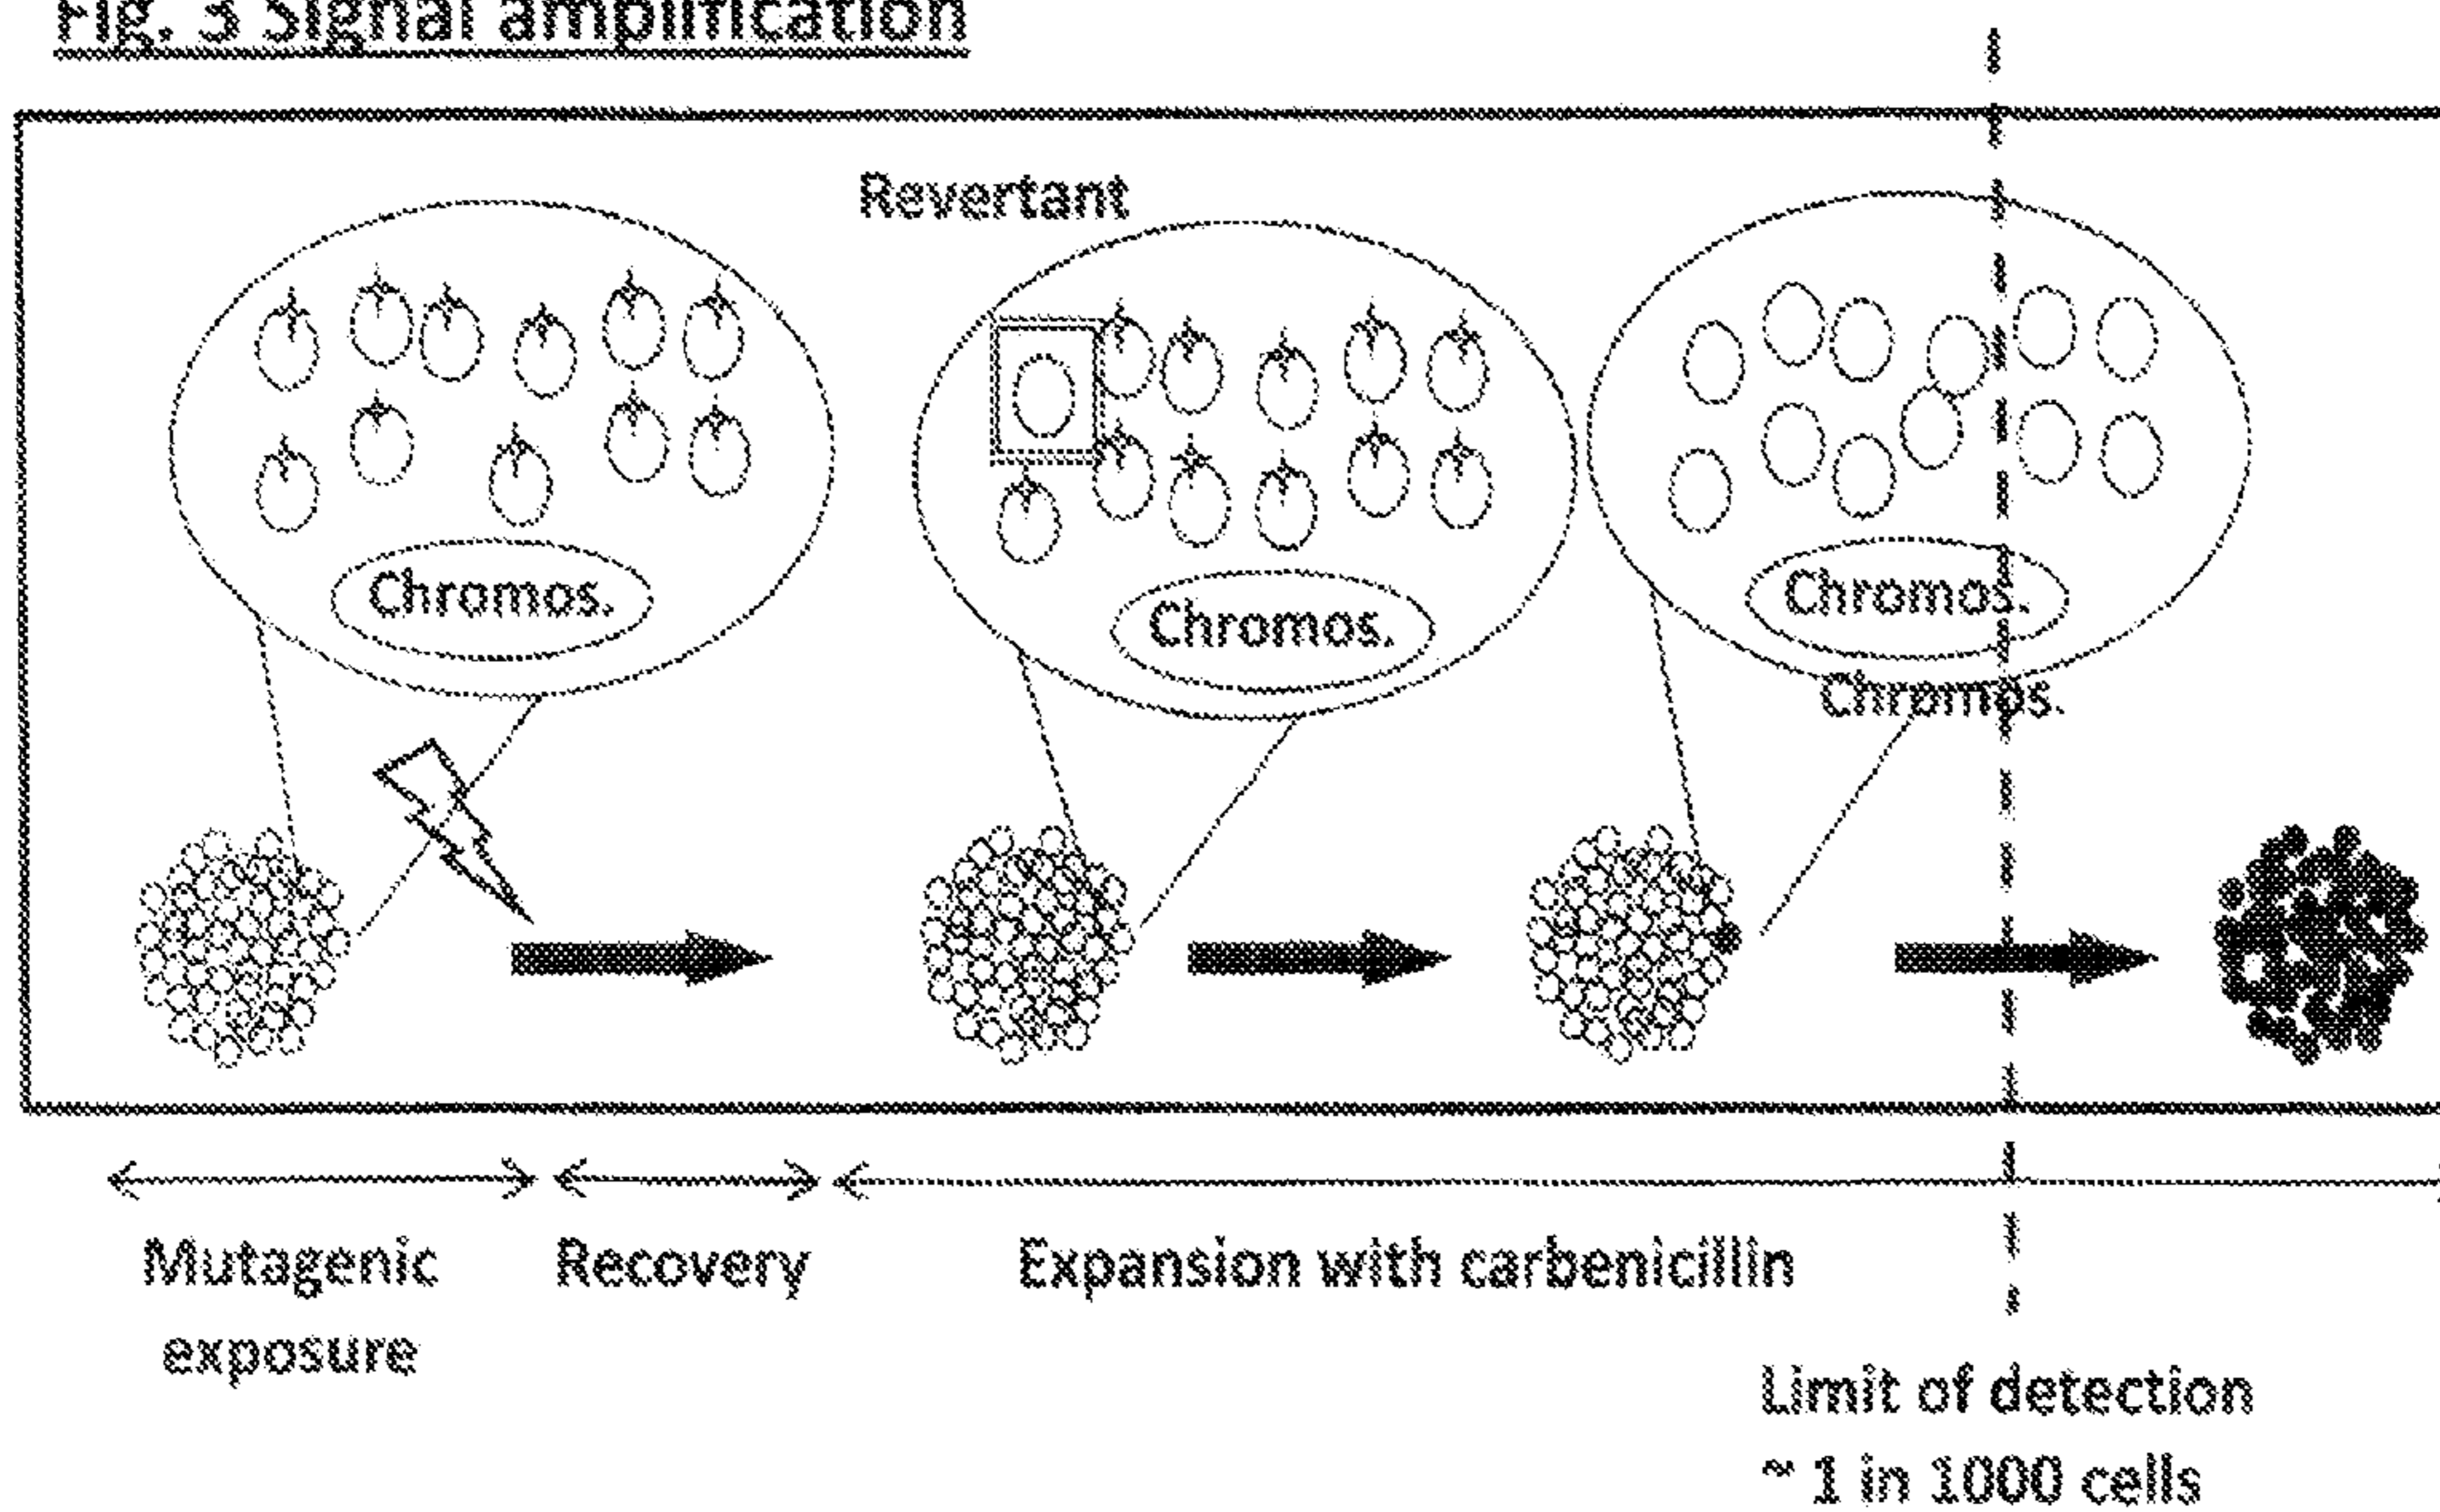 Fig. 3 Signal amplification
Revertant
Chromos.
Chromos.
Chromos.
Chromos.
Mutagenic
exposure
Recovery
Expansion with carbenicillin
Limit of detection
~ 1 in 1000 cells